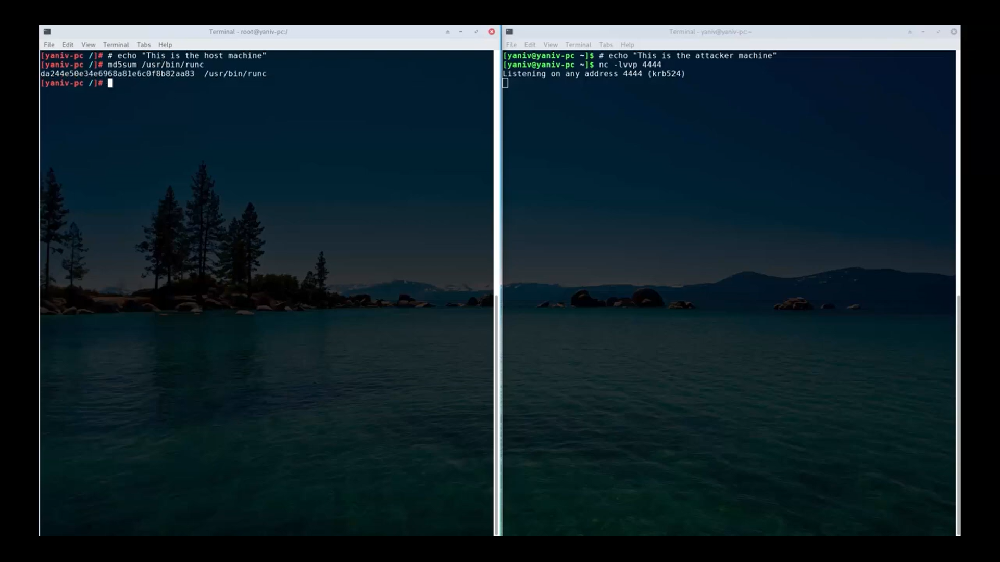 Terminal - root@yaniv-pc:/
File Edit View Terminal Tabs Help
[yaniv-pc /]# # echo "This is the host machine"
[yaniv-pc /]# md5sum /usr/bin/runc
da244e50e34e6968a81e6c0f8b82aa83  /usr/bin/runc
[yaniv-pc /]#
Terminal - yaniv@yaniv-pc:~
File Edit View Terminal Tabs Help
[yaniv@yaniv-pc ~]$ # echo "This is the attacker machine"
[yaniv@yaniv-pc ~]$ nc -lvvp 4444
Listening on any address 4444 (krb524)